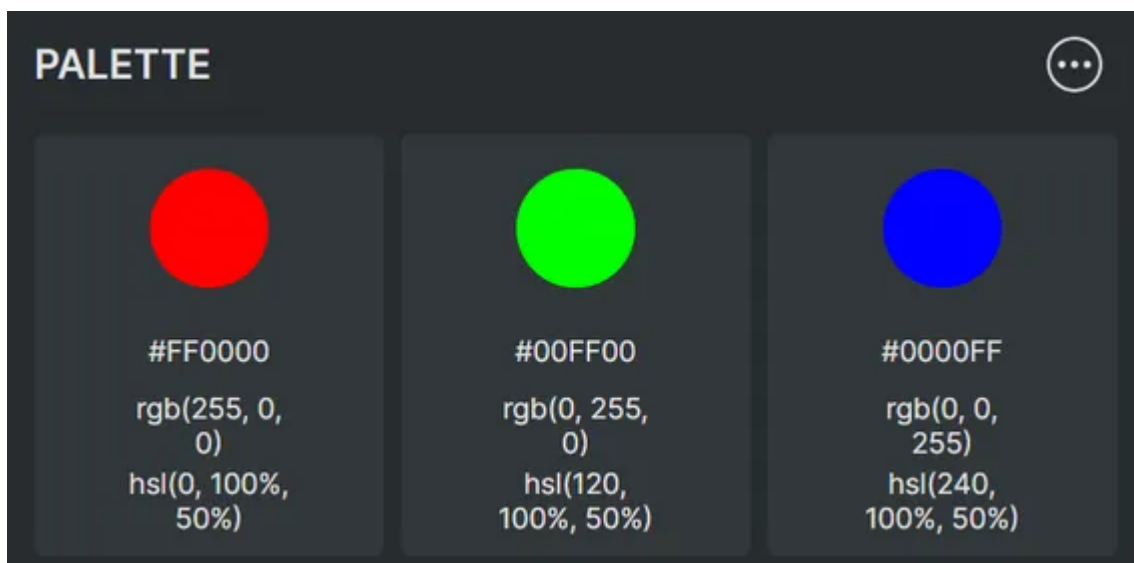 PALETTE
#FF0000
rgb(255, 0,
0)
hsl(0, 100%,
50%)
#00FF00
rgb(0, 255,
0)
hsl(120,
100%, 50%)
#0000FF
rgb(0, 0,
255)
hsl(240,
100%, 50%)